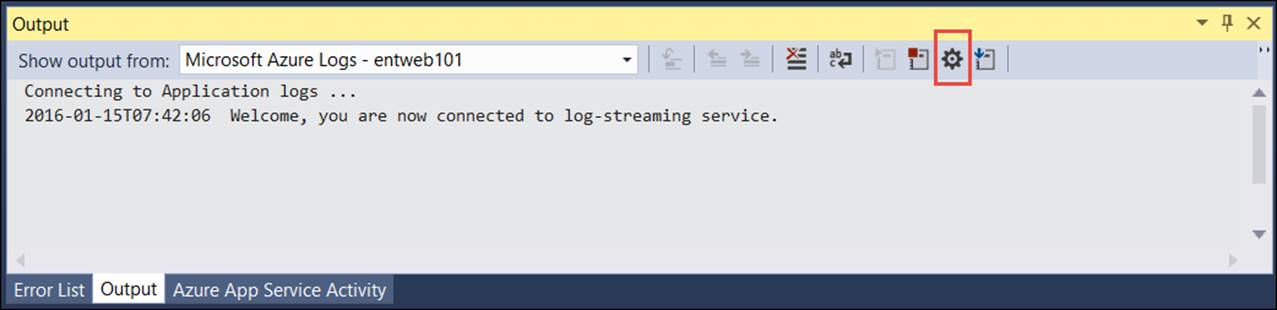 Output
Show output from: Microsoft Azure Logs - entweb101
Connecting to Application logs ...
2016-01-15T07:42:06  Welcome, you are now connected to log-streaming service.
Error List Output Azure App Service Activity